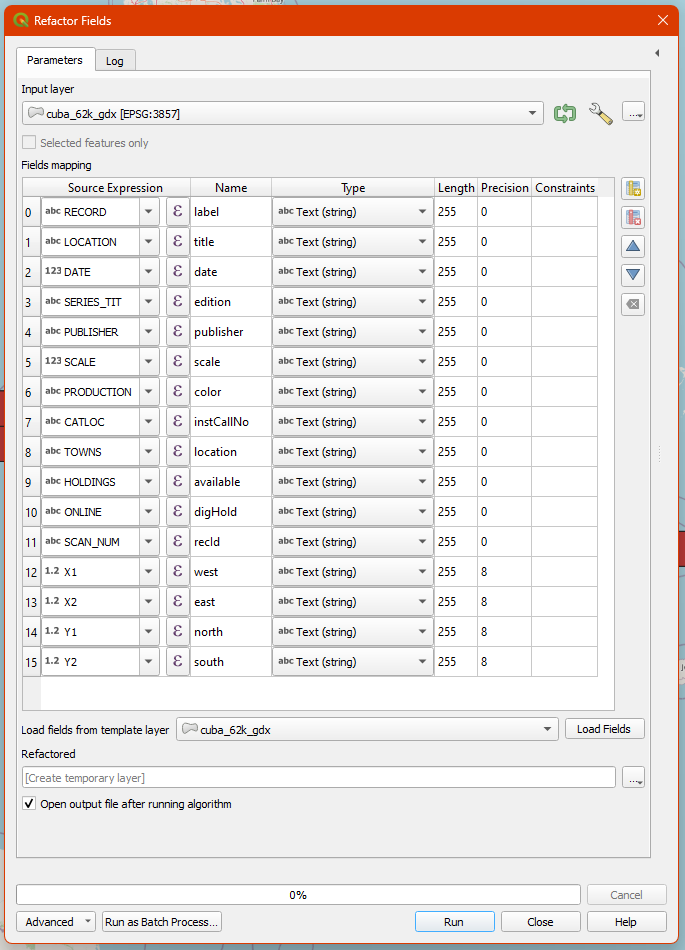 Refactor Fields
Parameters
Log
Input layer
cuba_62k_gdx [EPSG:3857]
...
Selected features only
Fields mapping
Source Expression Name Type Length Precision Constraints
0 abc RECORD ε label abc Text (string) 255 0
1 abc LOCATION ε title abc Text (string) 255 0
2 123 DATE ε date abc Text (string) 255 0
3 abc SERIES_TIT ε edition abc Text (string) 255 0
4 abc PUBLISHER ε publisher abc Text (string) 255 0
5 123 SCALE ε scale abc Text (string) 255 0
6 abc PRODUCTION ε color abc Text (string) 255 0
7 abc CATLOC ε instCallNo abc Text (string) 255 0
8 abc TOWNS ε location abc Text (string) 255 0
9 abc HOLDINGS ε available abc Text (string) 255 0
10 abc ONLINE ε digHold abc Text (string) 255 0
11 abc SCAN_NUM ε recId abc Text (string) 255 0
12 1.2 X1 ε west abc Text (string) 255 8
13 1.2 X2 ε east abc Text (string) 255 8
14 1.2 Y1 ε north abc Text (string) 255 8
15 1.2 Y2 ε south abc Text (string) 255 8
Load fields from template layer cuba_62k_gdx Load Fields
Refactored
[Create temporary layer] ...
Open output file after running algorithm
0% Cancel
Advanced Run as Batch Process... Run Close Help